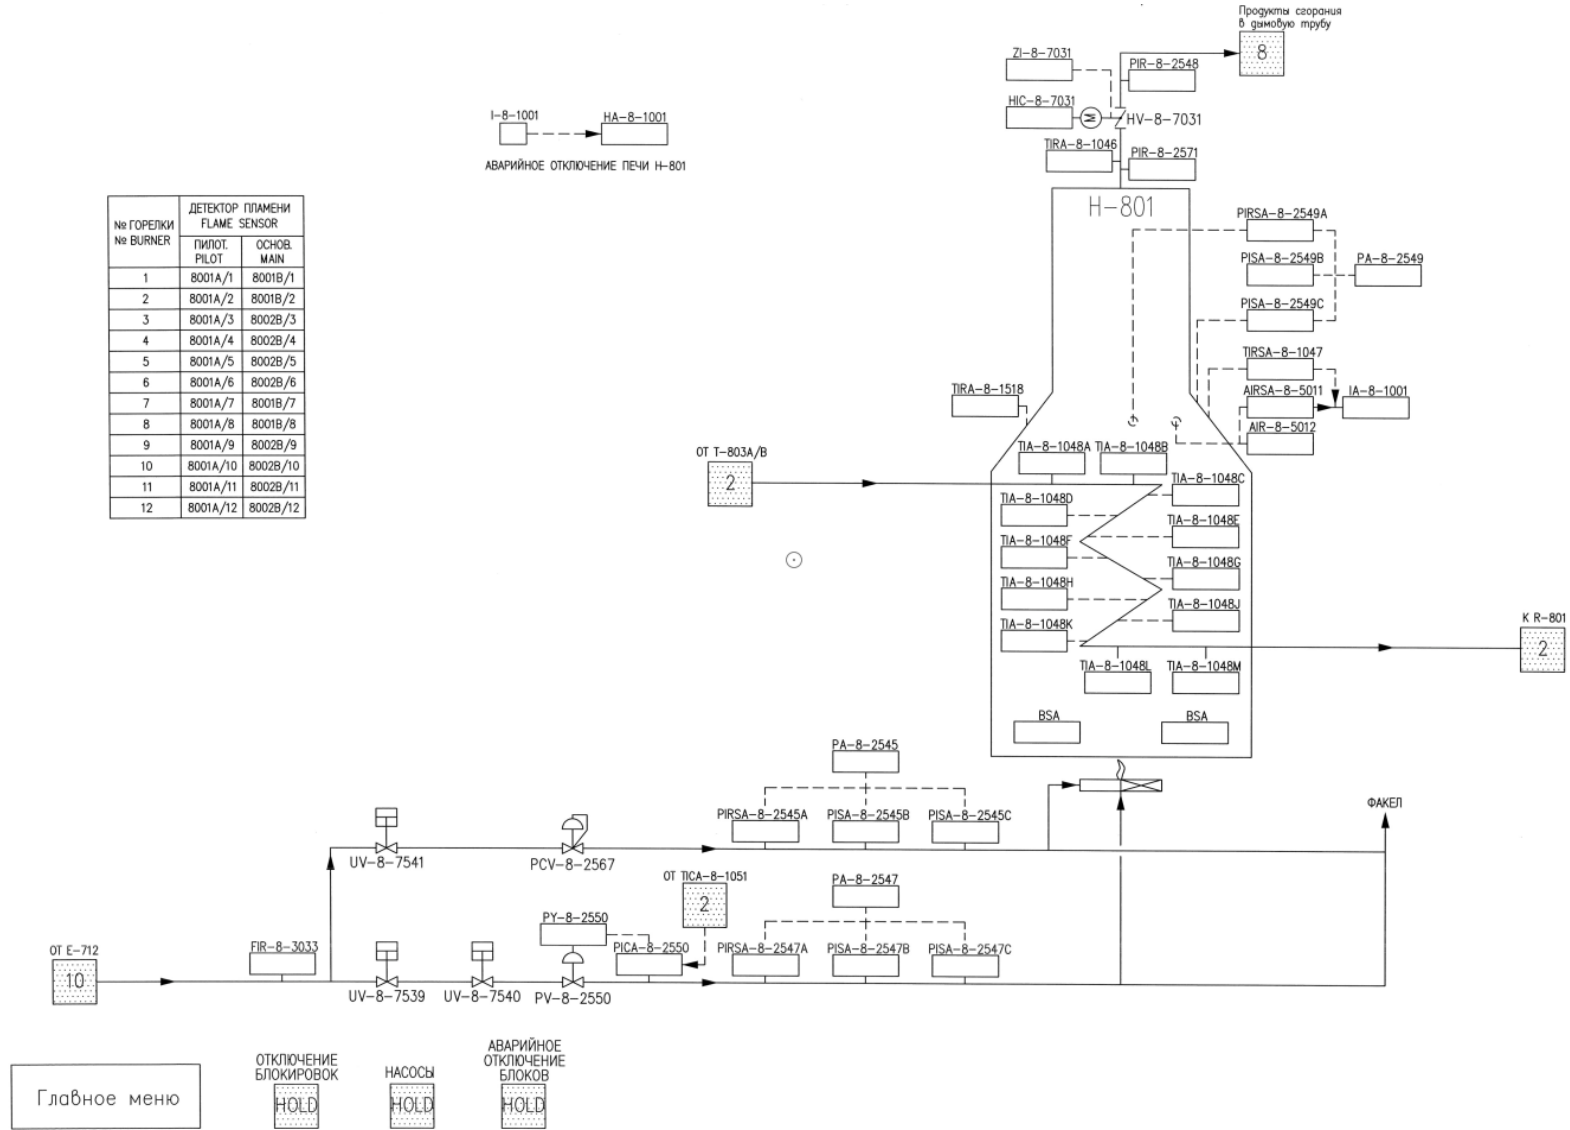 Продукты сгорания
в дымовую трубу
8
ZI-8-7031
PIR-8-2548
HIC-8-7031
M
HV-8-7031
I-8-1001
HA-8-1001
АВАРИЙНОЕ ОТКЛЮЧЕНИЕ ПЕЧИ H-801
TIRA-8-1046
PIR-8-2571
H-801
№ ГОРЕЛКИ
№ BURNER
ДЕТЕКТОР ПЛАМЕНИ
FLAME SENSOR
ПИЛОТ.
PILOT
ОСНОВ.
MAIN
1 8001A/1 8001B/1
2 8001A/2 8001B/2
3 8001A/3 8002B/3
4 8001A/4 8002B/4
5 8001A/5 8002B/5
6 8001A/6 8002B/6
7 8001A/7 8001B/7
8 8001A/8 8001B/8
9 8001A/9 8002B/9
10 8001A/10 8002B/10
11 8001A/11 8002B/11
12 8001A/12 8002B/12
PIRSA-8-2549A
PISA-8-2549B
PA-8-2549
PISA-8-2549C
TIRSA-8-1047
AIRSA-8-5011
IA-8-1001
AIR-8-5012
TIRA-8-1518
ОТ T-803A/B
2
TIA-8-1048A
TIA-8-1048B
TIA-8-1048C
TIA-8-1048D
TIA-8-1048E
TIA-8-1048F
TIA-8-1048G
TIA-8-1048H
TIA-8-1048J
TIA-8-1048K
TIA-8-1048L
TIA-8-1048M
К R-801
2
BSA
BSA
PA-8-2545
PIRSA-8-2545A
PISA-8-2545B
PISA-8-2545C
ФАКЕЛ
UV-8-7541
PCV-8-2567
ОТ TICA-8-1051
2
PA-8-2547
PY-8-2550
PICA-8-2550
PIRSA-8-2547A
PISA-8-2547B
PISA-8-2547C
ОТ E-712
10
FIR-8-3033
UV-8-7539
UV-8-7540
PV-8-2550
Главное меню
ОТКЛЮЧЕНИЕ
БЛОКИРОВОК
HOLD
НАСОСЫ
HOLD
АВАРИЙНОЕ
ОТКЛЮЧЕНИЕ
БЛОКОВ
HOLD